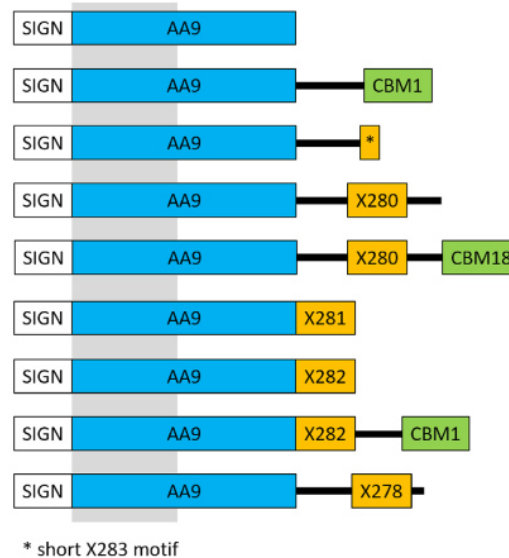 SIGN AA9
SIGN AA9 CBM1
SIGN AA9 *
SIGN AA9 X280
SIGN AA9 X280 CBM18
SIGN AA9 X281
SIGN AA9 X282
SIGN AA9 X282 CBM1
SIGN AA9 X278
* short X283 motif